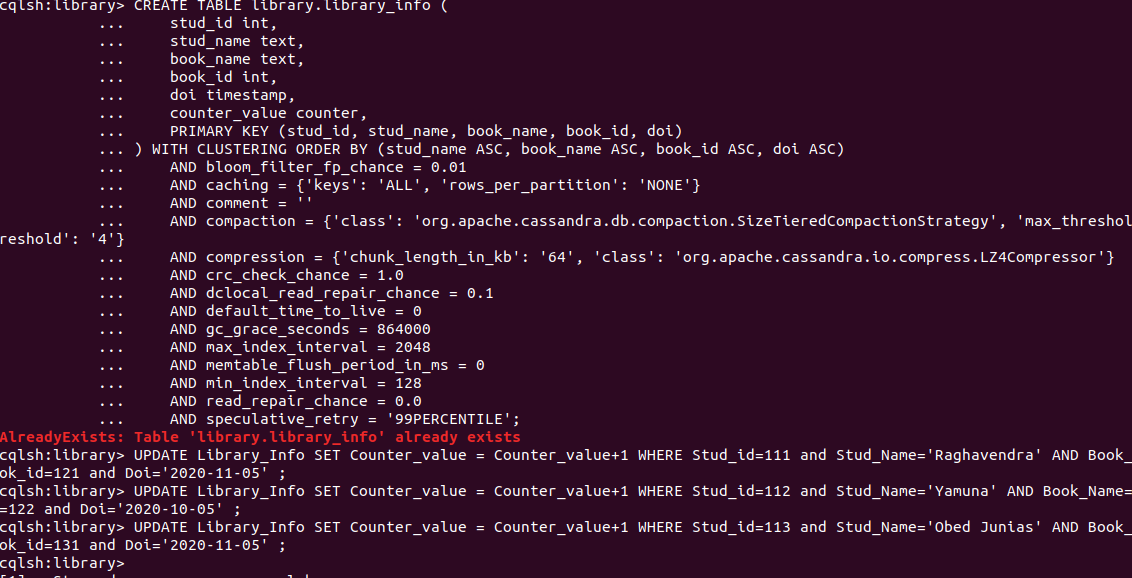 cqlsh:library> CREATE TABLE library.library_info (
... stud_id int,
... stud_name text,
... book_name text,
... book_id int,
... doi timestamp,
... counter_value counter,
... PRIMARY KEY (stud_id, stud_name, book_name, book_id, doi)
... ) WITH CLUSTERING ORDER BY (stud_name ASC, book_name ASC, book_id ASC, doi ASC)
... AND bloom_filter_fp_chance = 0.01
... AND caching = {'keys': 'ALL', 'rows_per_partition': 'NONE'}
... AND comment = ''
... AND compaction = {'class': 'org.apache.cassandra.db.compaction.SizeTieredCompactionStrategy', 'max_threshol
reshold': '4'}
... AND compression = {'chunk_length_in_kb': '64', 'class': 'org.apache.cassandra.io.compress.LZ4Compressor'}
... AND crc_check_chance = 1.0
... AND dclocal_read_repair_chance = 0.1
... AND default_time_to_live = 0
... AND gc_grace_seconds = 864000
... AND max_index_interval = 2048
... AND memtable_flush_period_in_ms = 0
... AND min_index_interval = 128
... AND read_repair_chance = 0.0
... AND speculative_retry = '99PERCENTILE';
AlreadyExists: Table 'library.library_info' already exists
cqlsh:library> UPDATE Library_Info SET Counter_value = Counter_value+1 WHERE Stud_id=111 and Stud_Name='Raghavendra' AND Book_
ok_id=121 and Doi='2020-11-05' ;
cqlsh:library> UPDATE Library_Info SET Counter_value = Counter_value+1 WHERE Stud_id=112 and Stud_Name='Yamuna' AND Book_Name=
=122 and Doi='2020-10-05' ;
cqlsh:library> UPDATE Library_Info SET Counter_value = Counter_value+1 WHERE Stud_id=113 and Stud_Name='Obed Junias' AND Book_
ok_id=131 and Doi='2020-11-05' ;
cqlsh:library>